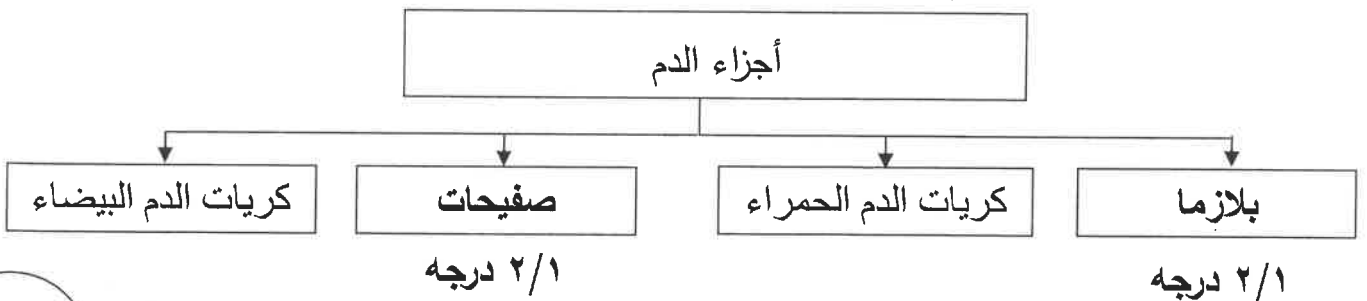 أجزاء الدم
بلازما
كريات الدم الحمراء
صفيحات
كريات الدم البيضاء
٢/١ درجه
٢/١ درجه